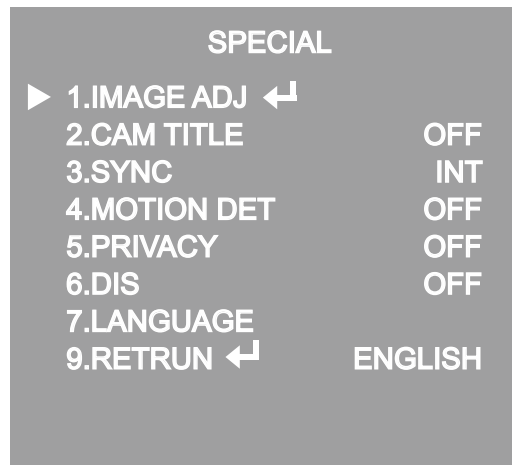 SPECIAL
▶ 1.IMAGE ADJ ↵
2.CAM TITLE OFF
3.SYNC INT
4.MOTION DET OFF
5.PRIVACY OFF
6.DIS OFF
7.LANGUAGE
9.RETRUN ↵ ENGLISH